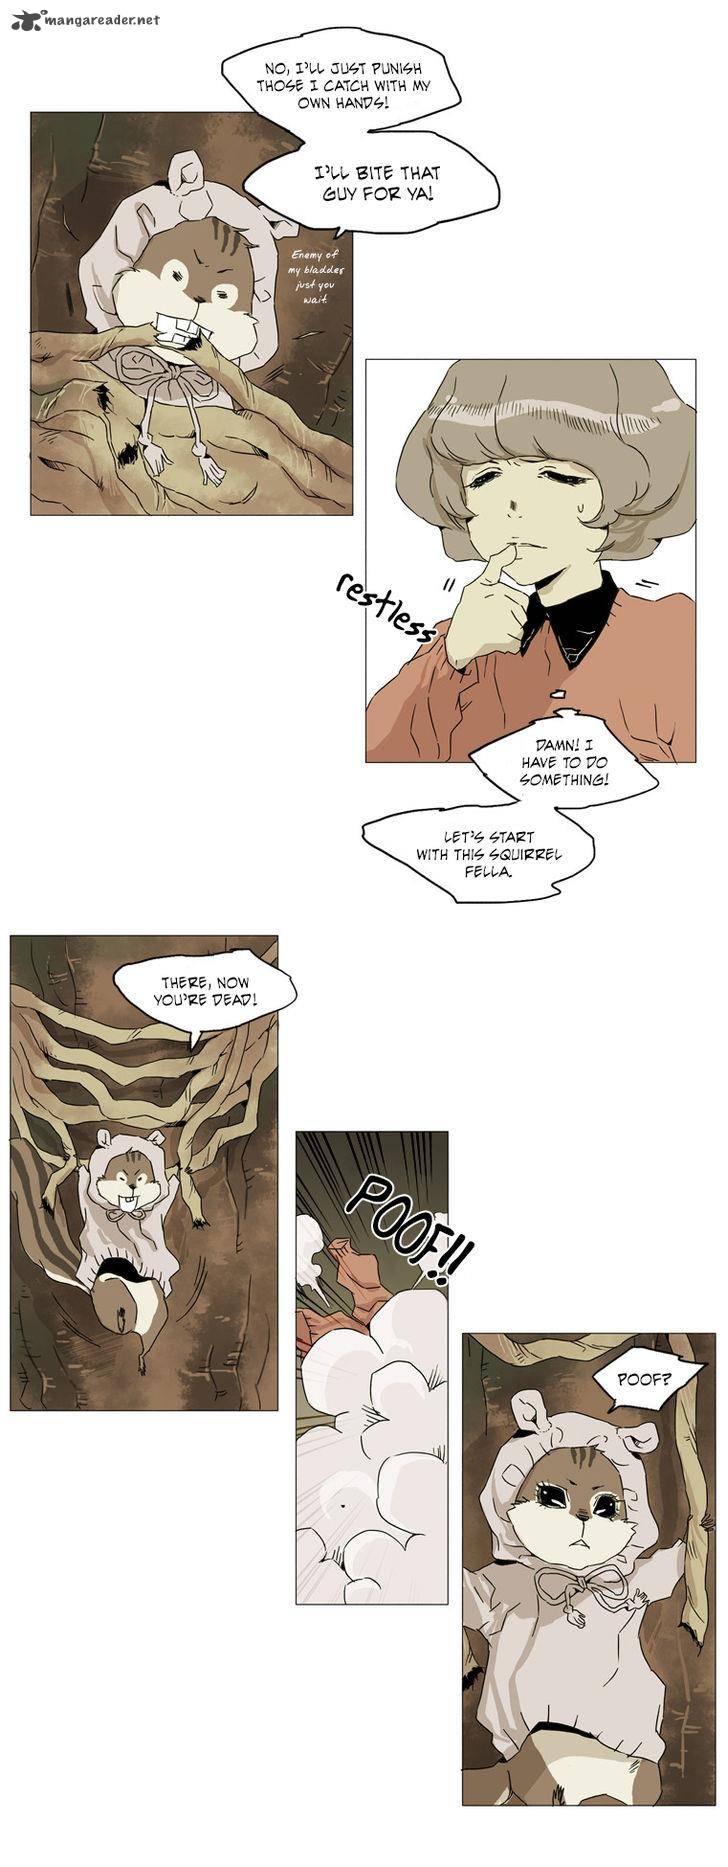 mangareader.net
NO, I'LL JUST PUNISH
THOSE I CATCH WITH MY
OWN HANDS!
I'LL BITE THAT
GUY FOR YA!
Enemy of
my bladder
just you
wait.
restless
DAMN! I
HAVE TO DO
SOMETHING!
LET'S START
WITH THIS SQUIRREL
FELLA.
THERE, NOW
YOU'RE DEAD!
POOF!!
POOF?